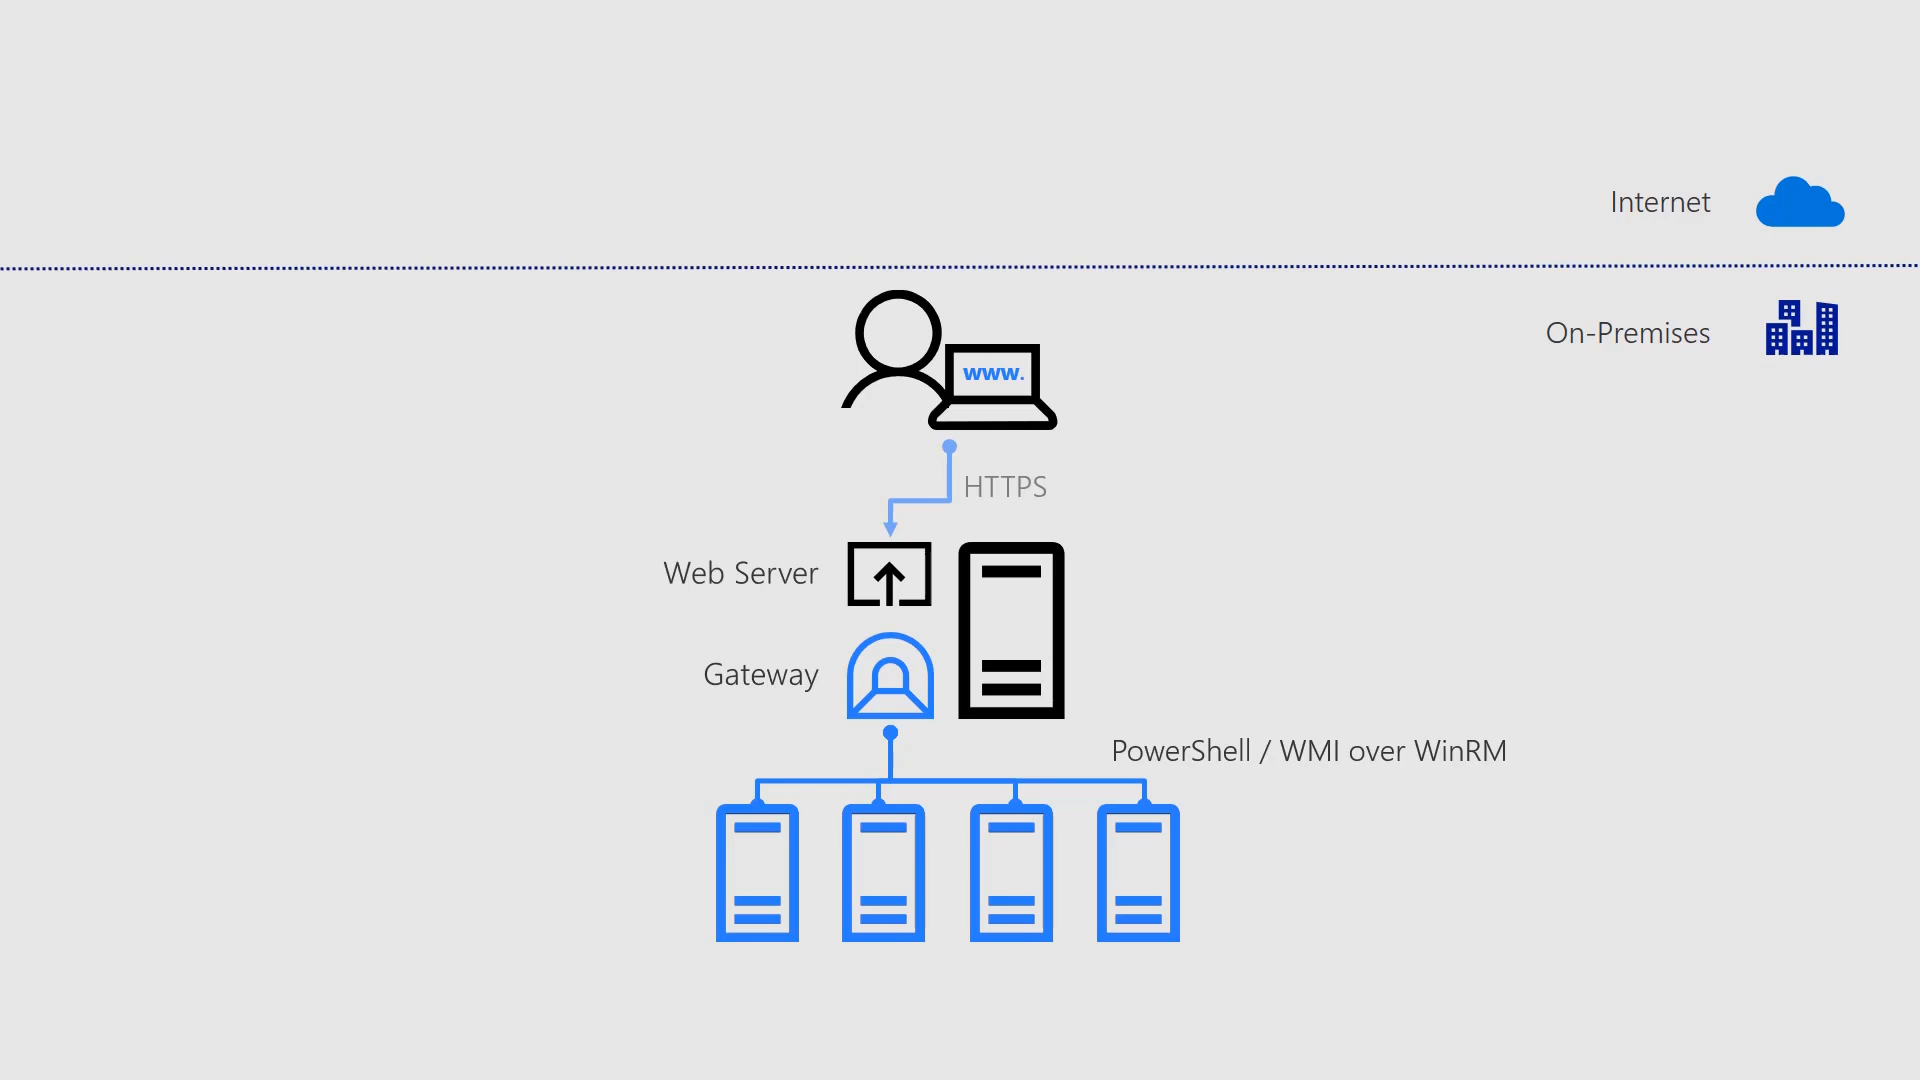 Internet
On-Premises
www.
HTTPS
Web Server
Gateway
PowerShell / WMI over WinRM